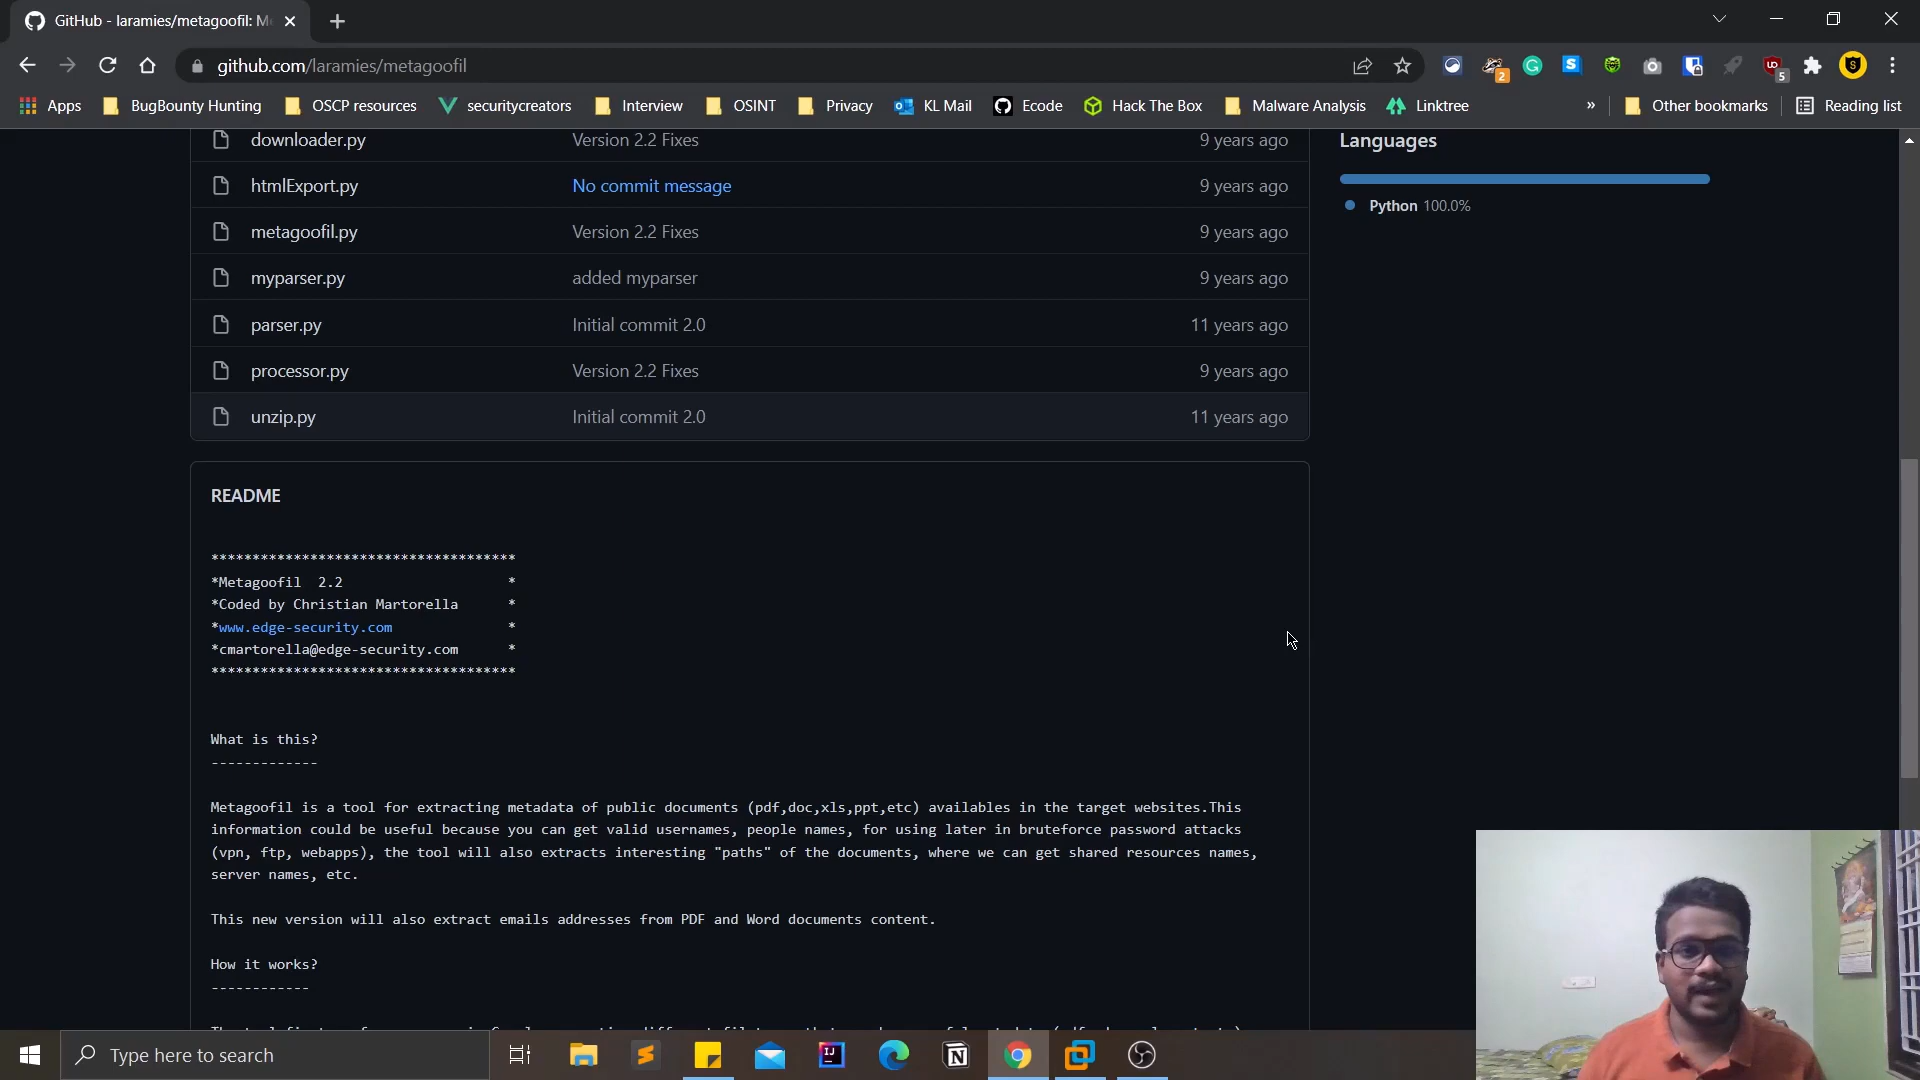 GitHub - laramies/metagoofil: M
github.com/laramies/metagoofil
2
S
UD
5
S
Apps
BugBounty Hunting
OSCP resources
securitycreators
Interview
OSINT
Privacy
KL Mail
Ecode
Hack The Box
Malware Analysis
Linktree
»
Other bookmarks
Reading list
downloader.py Version 2.2 Fixes 9 years ago
htmlExport.py No commit message 9 years ago
metagoofil.py Version 2.2 Fixes 9 years ago
myparser.py added myparser 9 years ago
parser.py Initial commit 2.0 11 years ago
processor.py Version 2.2 Fixes 9 years ago
unzip.py Initial commit 2.0 11 years ago
Languages
Python 100.0%
README
*************************************
*Metagoofil 2.2 *
*Coded by Christian Martorella *
*www.edge-security.com *
*cmartorella@edge-security.com *
*************************************
What is this?
-------------
Metagoofil is a tool for extracting metadata of public documents (pdf,doc,xls,ppt,etc) availables in the target websites.This
information could be useful because you can get valid usernames, people names, for using later in bruteforce password attacks
(vpn, ftp, webapps), the tool will also extracts interesting "paths" of the documents, where we can get shared resources names,
server names, etc.
This new version will also extract emails addresses from PDF and Word documents content.
How it works?
------------
Type here to search